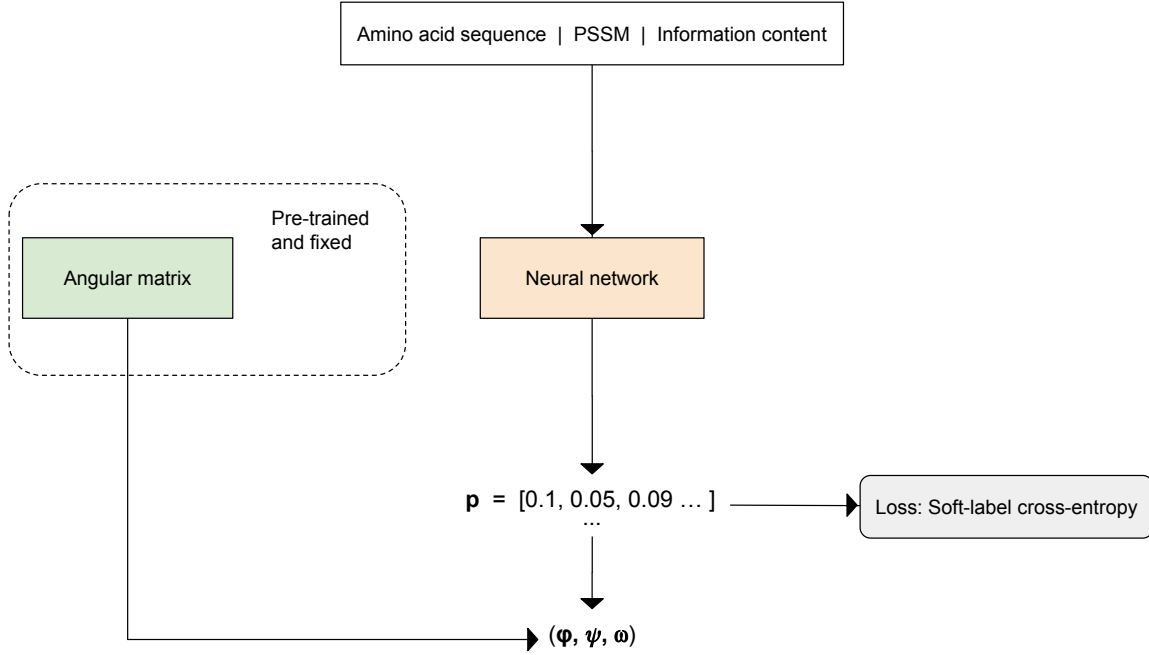 Amino acid sequence | PSSM | Information content
Pre-trained
and fixed
Angular matrix
Neural network
p = [0.1, 0.05, 0.09 … ]
...
Loss: Soft-label cross-entropy
(φ, ψ, ω)